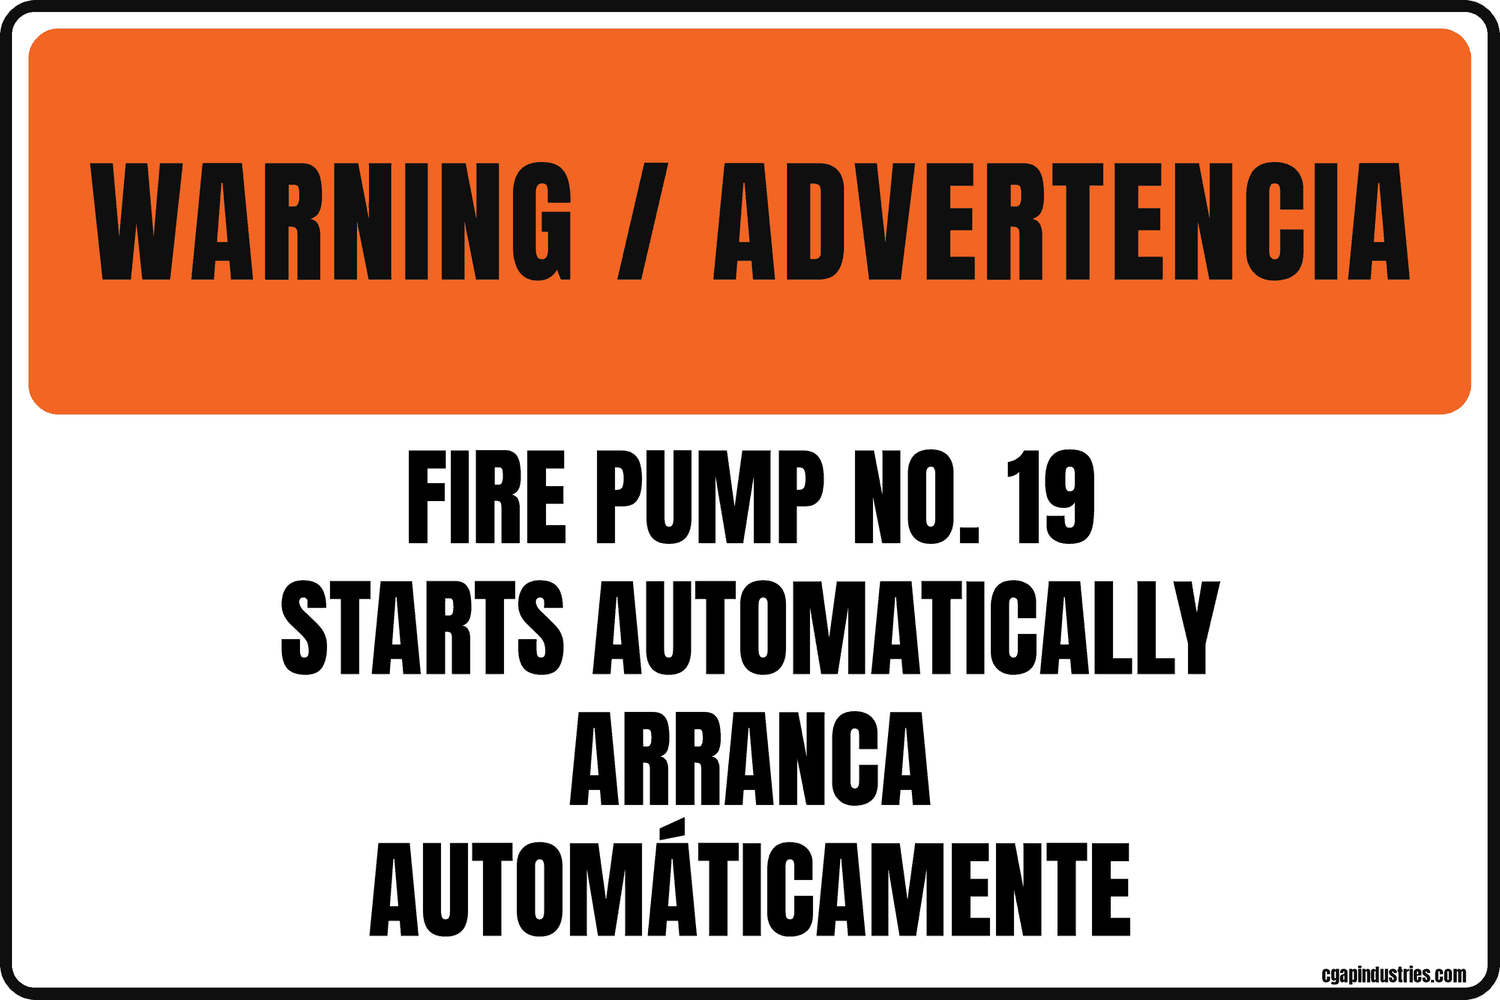 WARNING / ADVERTENCIA
FIRE PUMP NO. 19
STARTS AUTOMATICALLY
ARRANCA
AUTOMÁTICAMENTE
cgapindustries.com